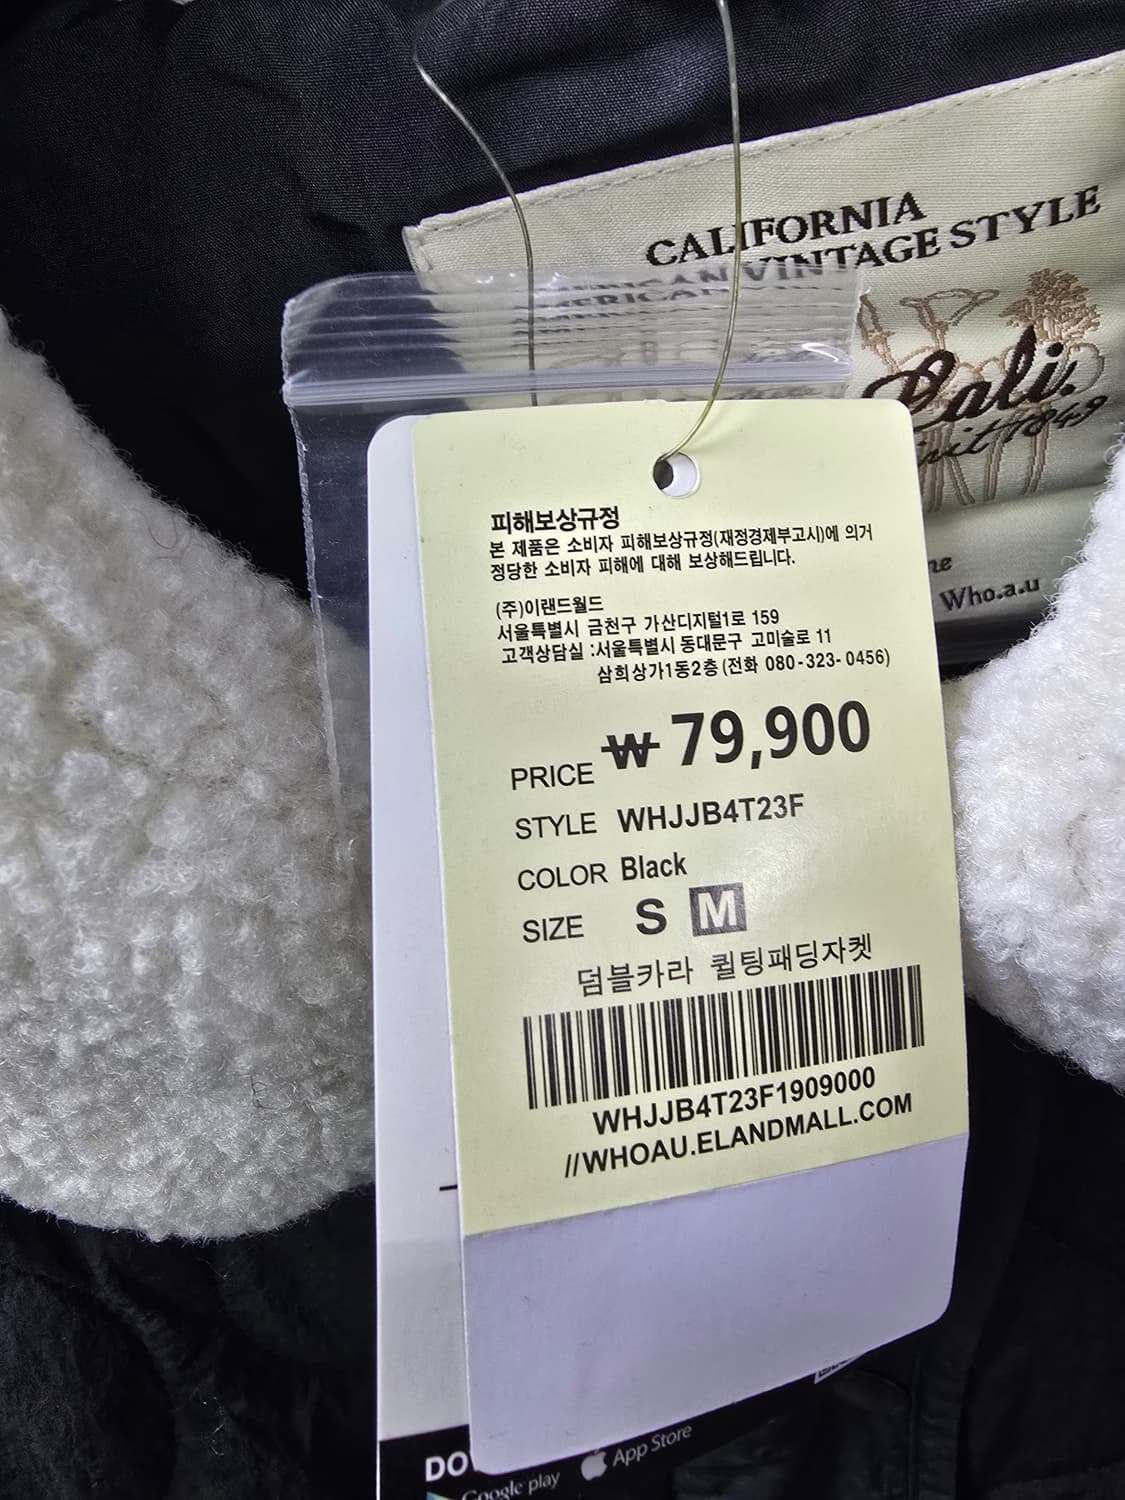 CALIFORNIA
AMERICAN VINTAGE STYLE
Cali.
1849
Who.a.u
피해보상규정
본 제품은 소비자 피해보상규정(재정경제부고시)에 의거
정당한 소비자 피해에 대해 보상해드립니다.
(주)이랜드월드
서울특별시 금천구 가산디지털1로 159
고객상담실 :서울특별시 동대문구 고미술로 11
삼희상가1동2층 (전화 080-323-0456)
PRICE ₩ 79,900
STYLE WHJJB4T23F
COLOR Black
SIZE S M
덤블카라 퀼팅패딩자켓
WHJJB4T23F1909000
//WHOAU.ELANDMALL.COM
Google play App Store